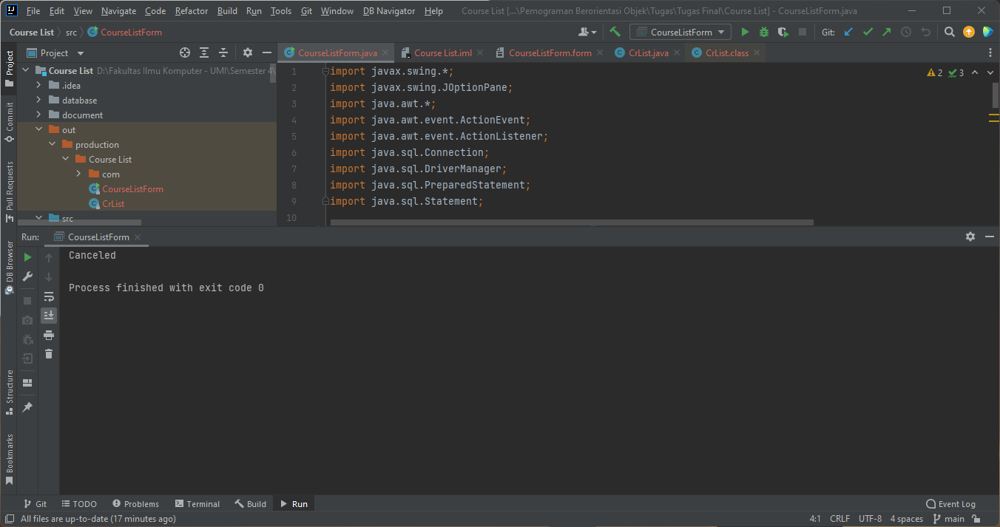 File Edit View Navigate Code Refactor Build Run Tools Git Window DB Navigator Help Course List [...\Pemograman Berorientasi Objek\Tugas\Tugas Final\Course List] - CourseListForm.java
Course List src CourseListForm CourseListForm Git:
Project CourseListForm.java Course List.iml CourseListForm.form CrList.java CrList.class
Course List D:\Fakultas Ilmu Komputer - UMI\Semester 4\
.idea
database
document
out
production
Course List
com
CourseListForm
CrList
src
1 import javax.swing.*;
2 import javax.swing.JOptionPane;
3 import java.awt.*;
4 import java.awt.event.ActionEvent;
5 import java.awt.event.ActionListener;
6 import java.sql.Connection;
7 import java.sql.DriverManager;
8 import java.sql.PreparedStatement;
9 import java.sql.Statement;
10
2 3
Project
Commit
Pull Requests
DB Browser
Structure
Bookmarks
Run: CourseListForm
Canceled
Process finished with exit code 0
Git TODO Problems Terminal Build Run Event Log
All files are up-to-date (17 minutes ago) 4:1 CRLF UTF-8 4 spaces main